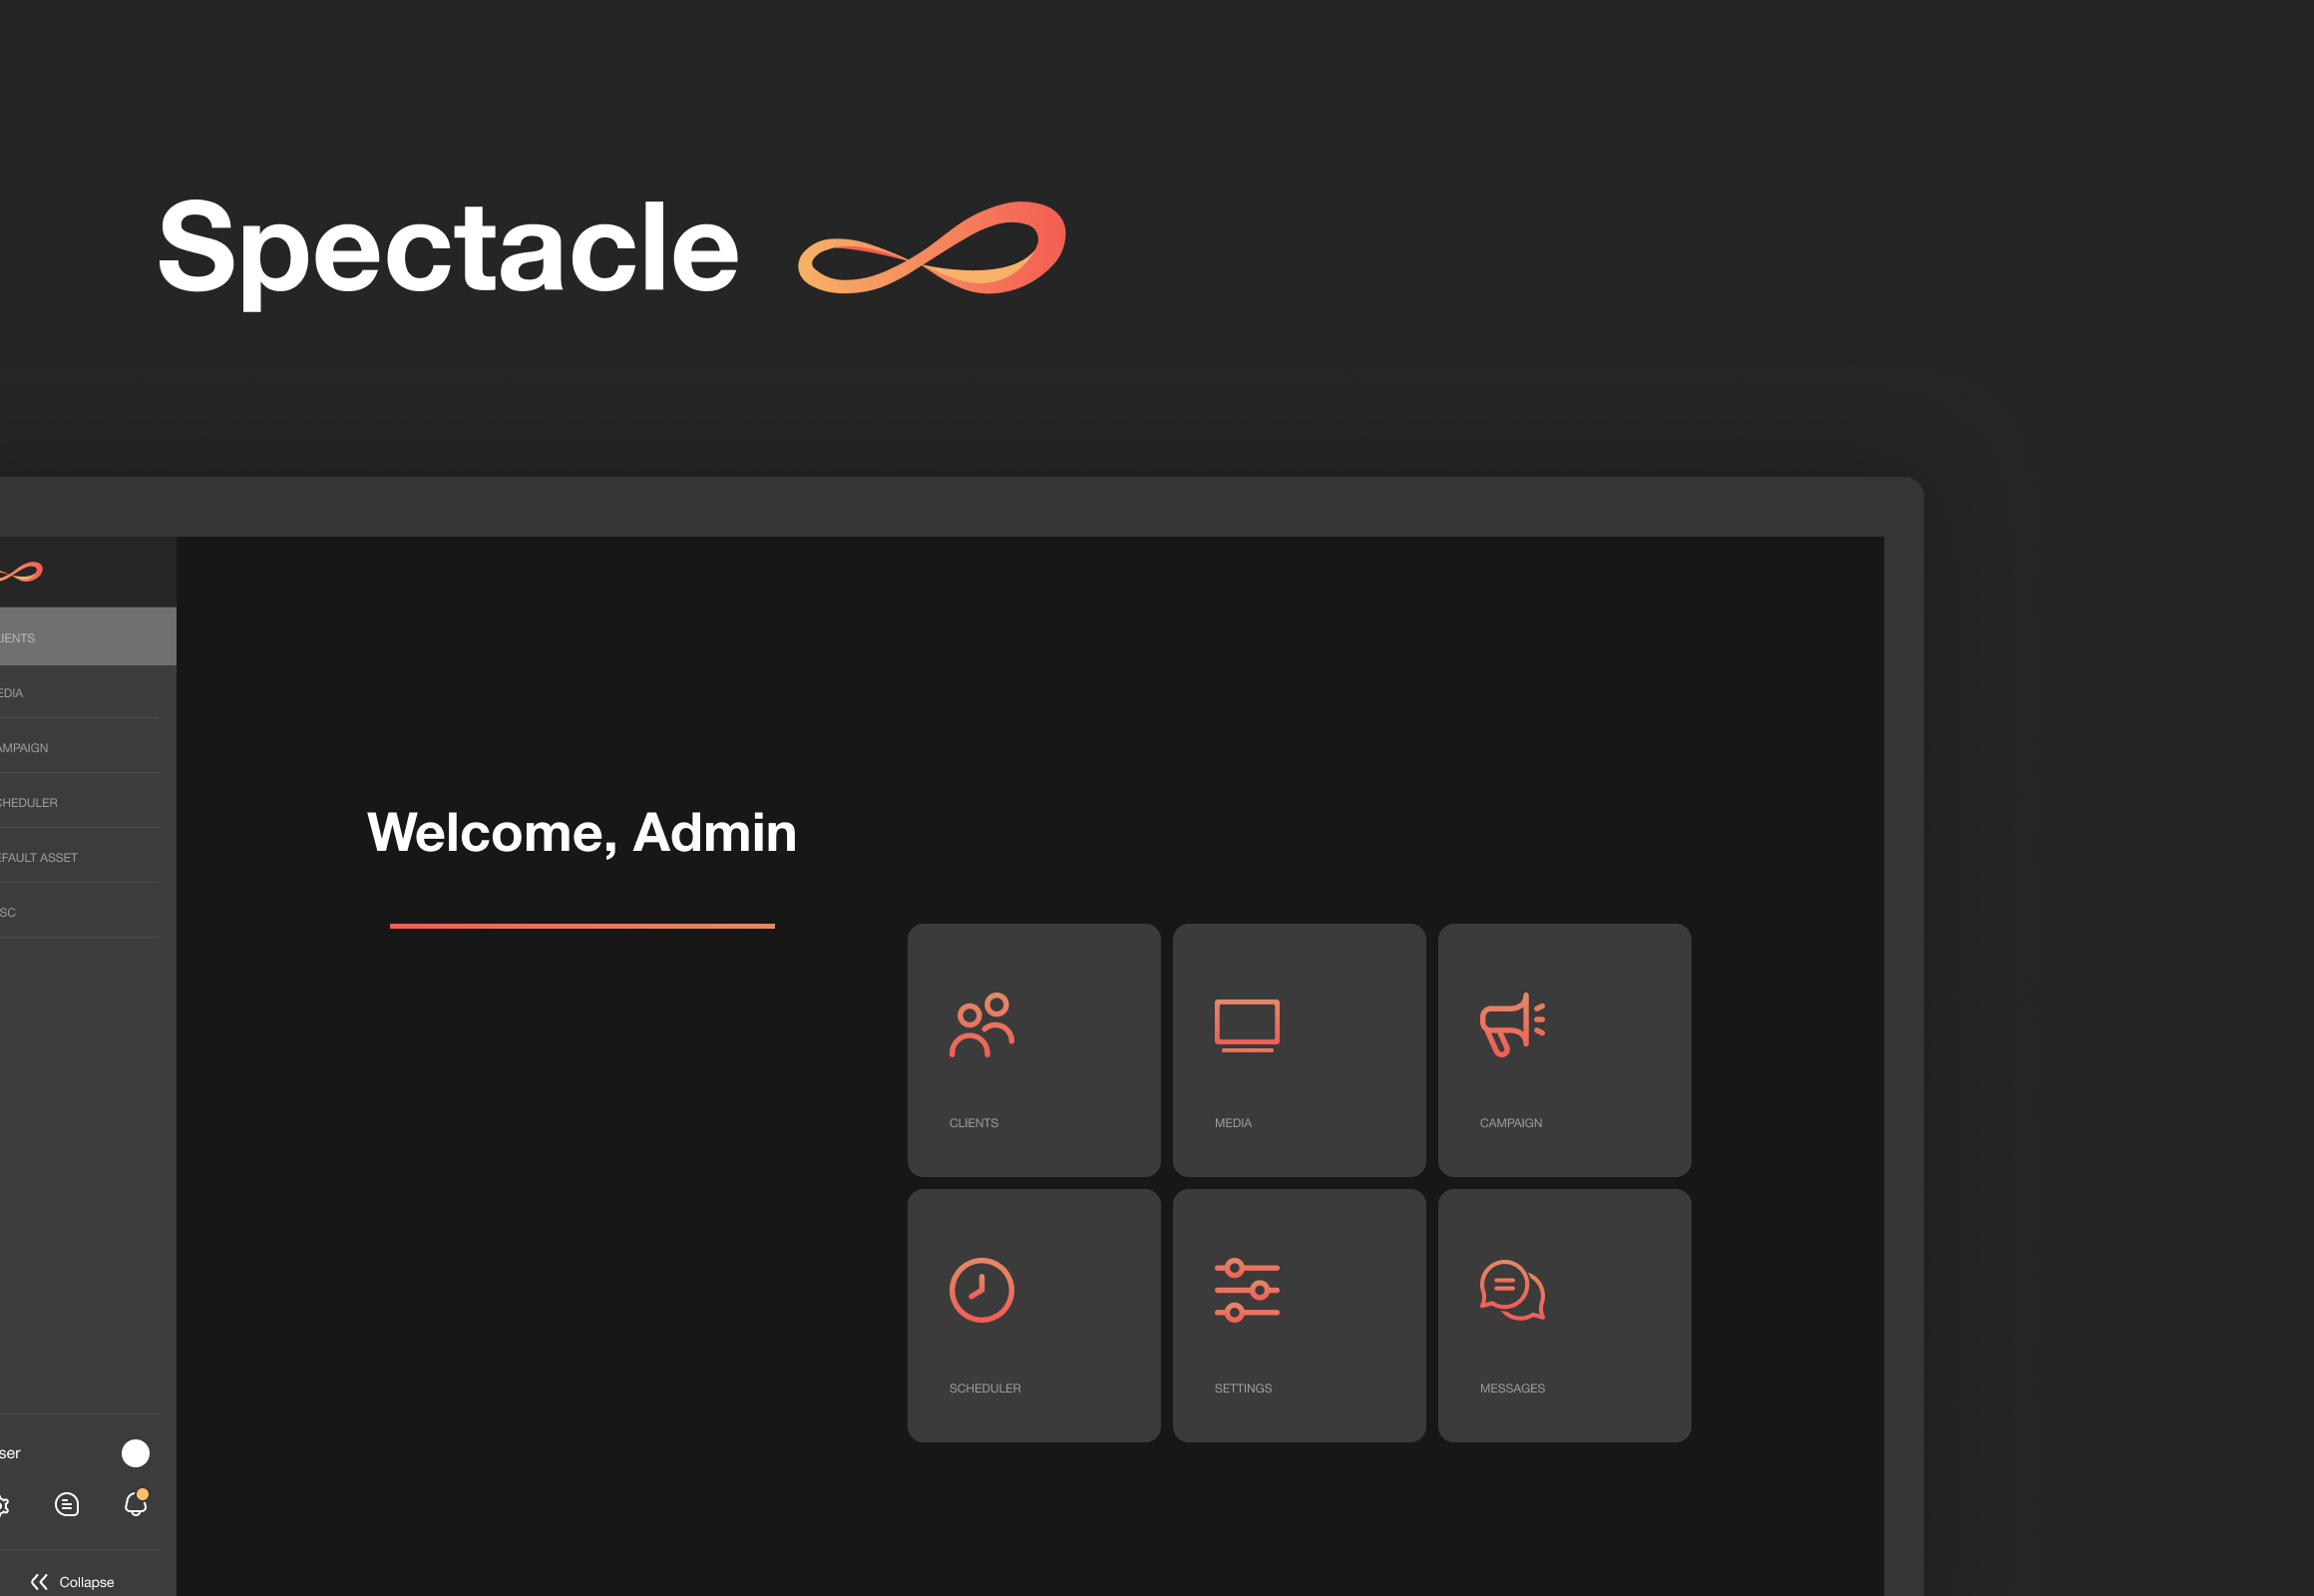 Spectacle
LIENTS
EDIA
AMPAIGN
CHEDULER
EFAULT ASSET
SC
Welcome, Admin
CLIENTS
MEDIA
CAMPAIGN
SCHEDULER
SETTINGS
MESSAGES
ser
Collapse